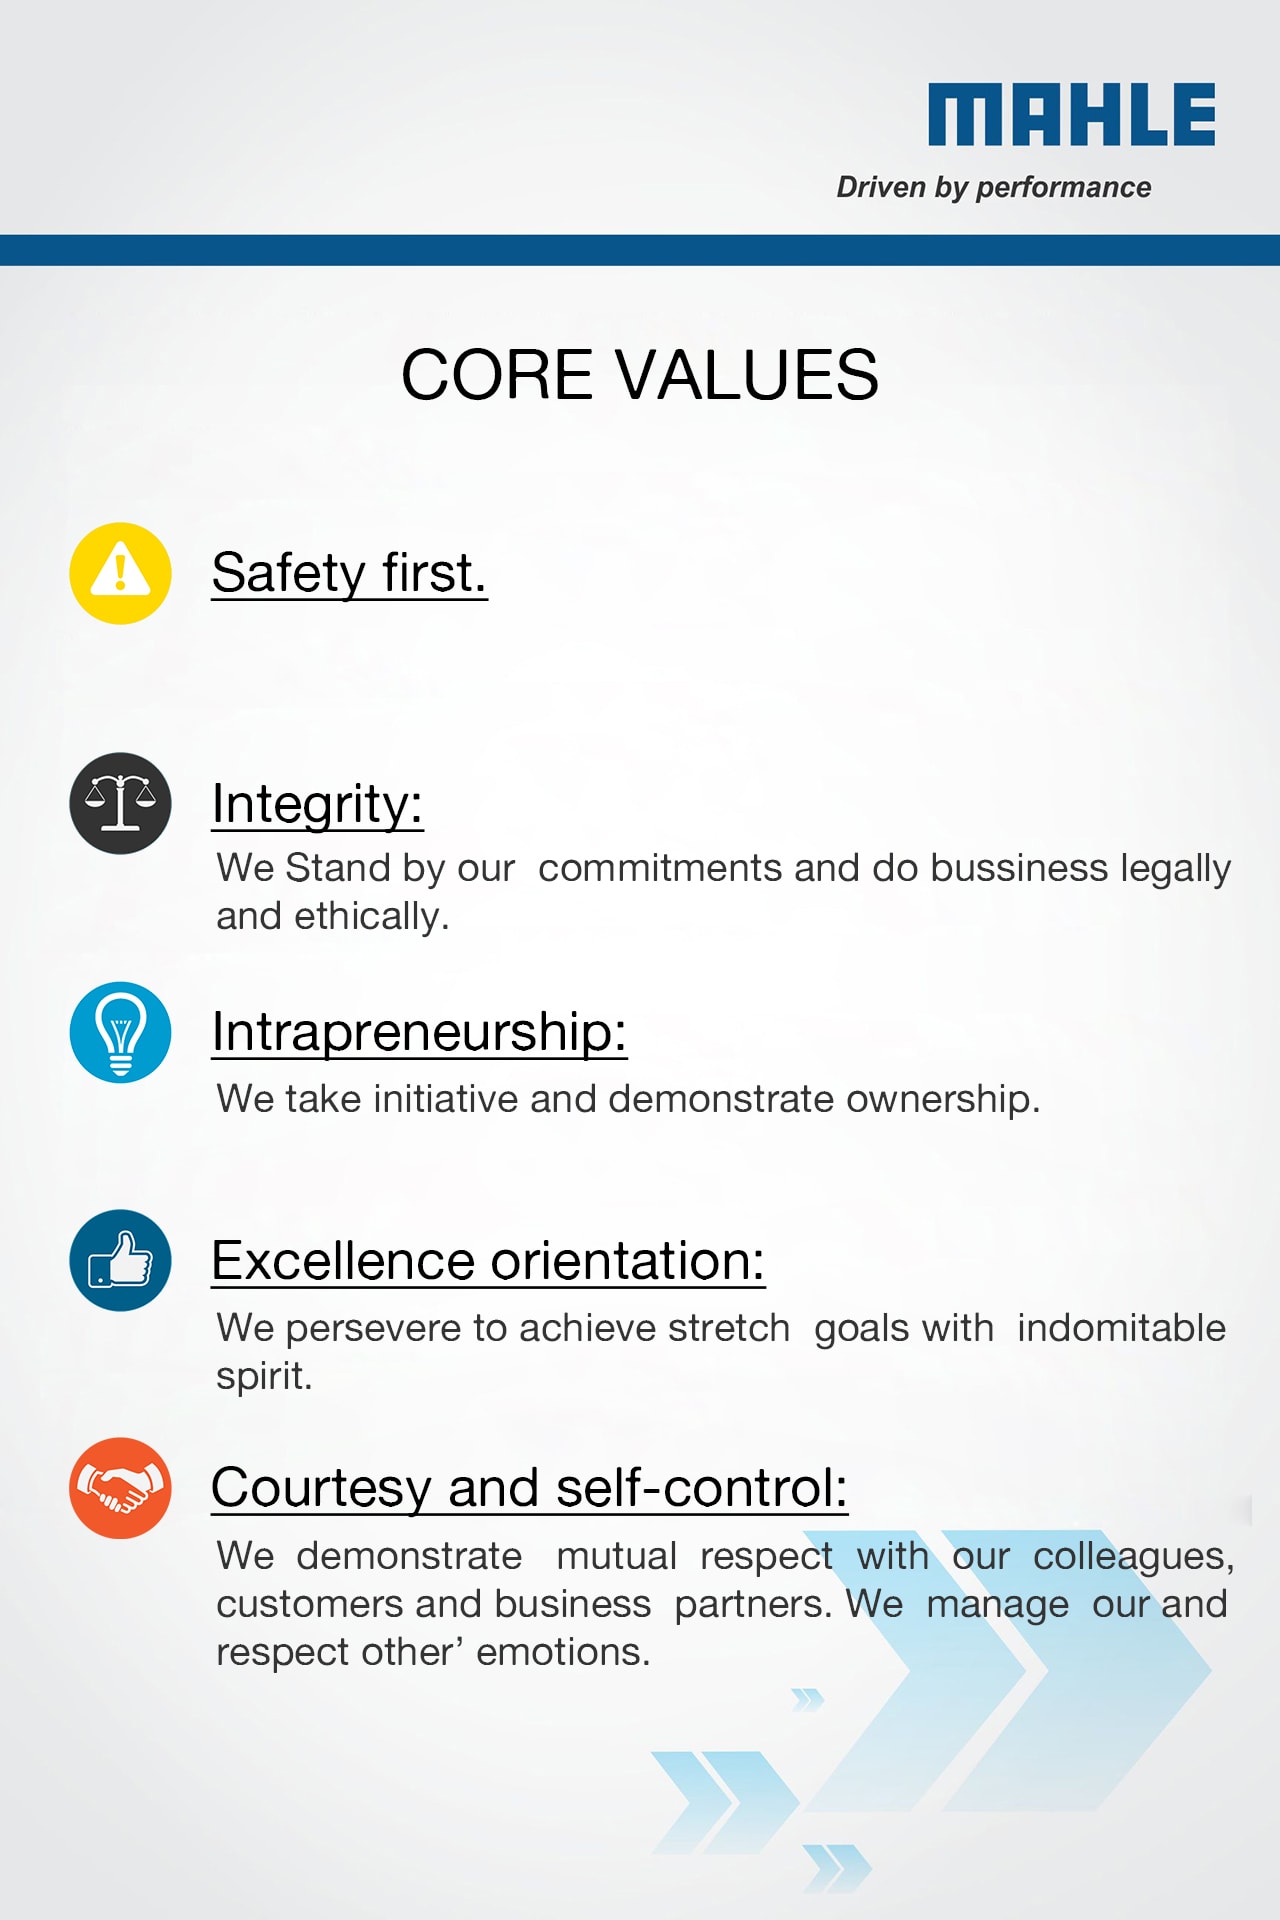 MAHLE
Driven by performance
CORE VALUES
Safety first.
Integrity:
We Stand by our commitments and do bussiness legally
and ethically.
Intrapreneurship:
We take initiative and demonstrate ownership.
Excellence orientation:
We persevere to achieve stretch goals with indomitable
spirit.
Courtesy and self-control:
We demonstrate mutual respect with our colleagues,
customers and business partners. We manage our and
respect other’ emotions.